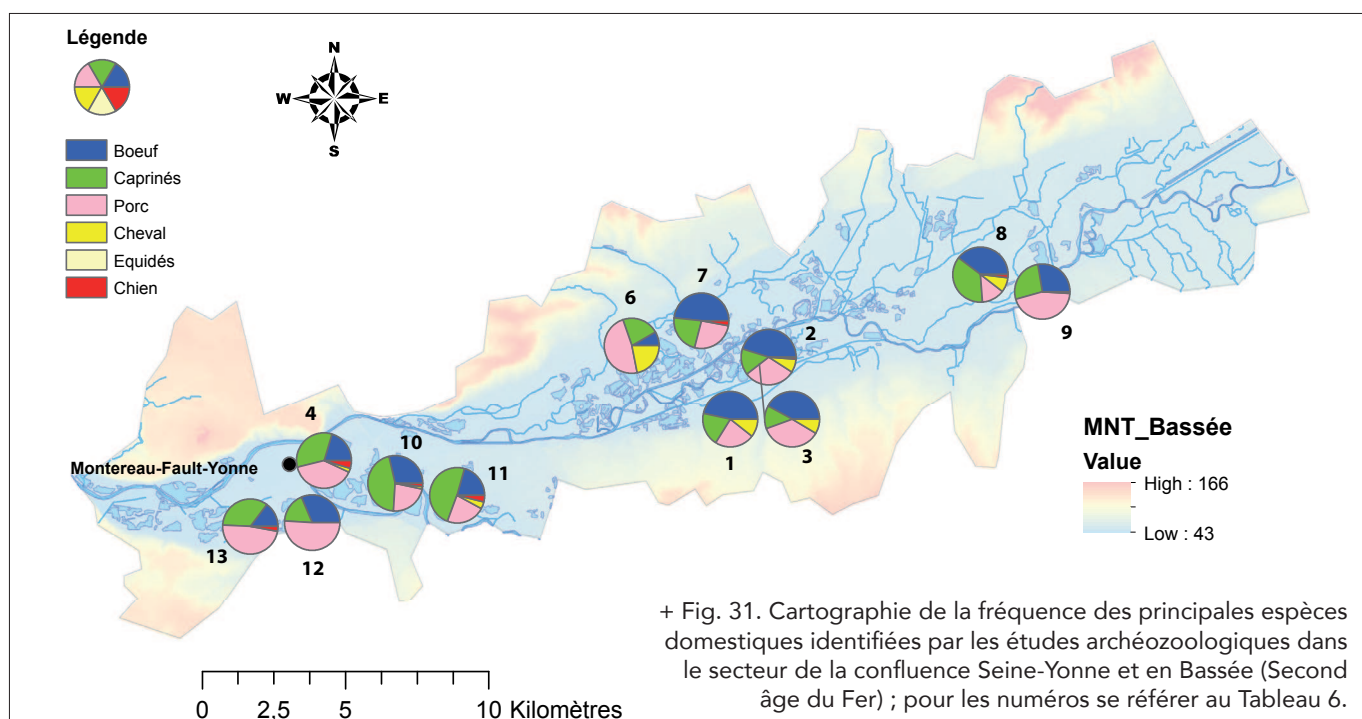 Légende
Boeuf
Caprinés
Porc
Cheval
Equidés
Chien
N
W E
S
8
7
9
6
2
4
10
1 3
11
Montereau-Fault-Yonne
13
12
MNT_Bassée
Value
High : 166
Low : 43
+ Fig. 31. Cartographie de la fréquence des principales espèces
domestiques identifiées par les études archéozoologiques dans
le secteur de la confluence Seine-Yonne et en Bassée (Second
âge du Fer) ; pour les numéros se référer au Tableau 6.
0 2,5 5 10 Kilomètres